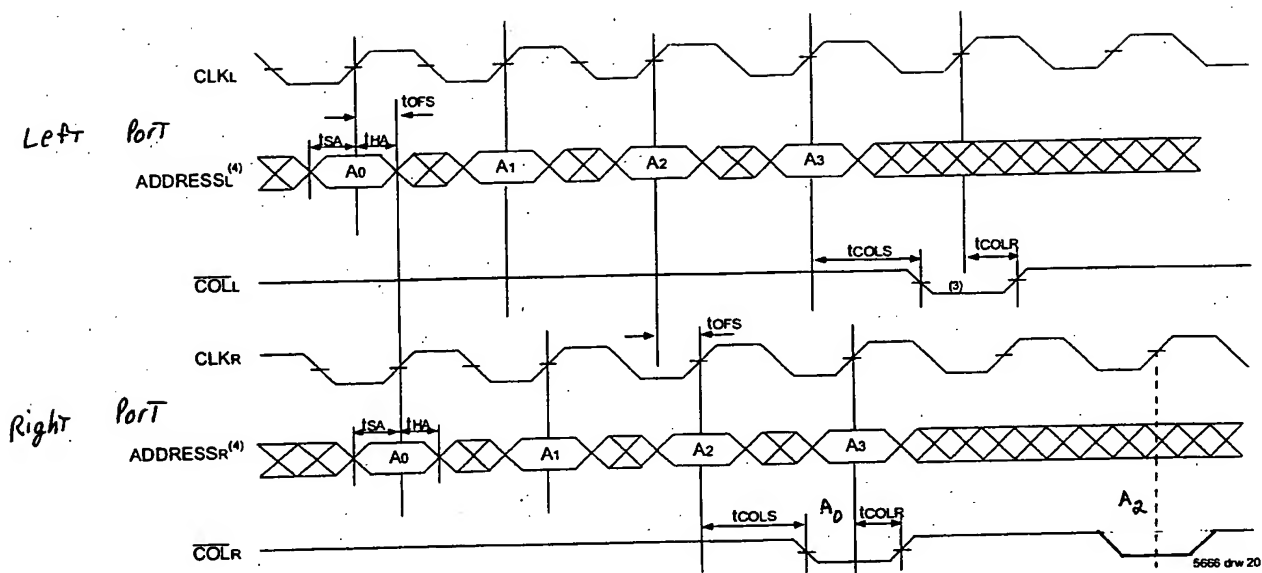 CLKL
tOFS
Left Port
tSA tHA
ADDRESSL(4) A0 A1 A2 A3
tCOLS tCOLR
COLL (3)
tOFS
CLKR
Right Port
tSA tHA
ADDRESSR(4) A0 A1 A2 A3
tCOLS A0 tCOLR A2
COLR
5666 drw 20